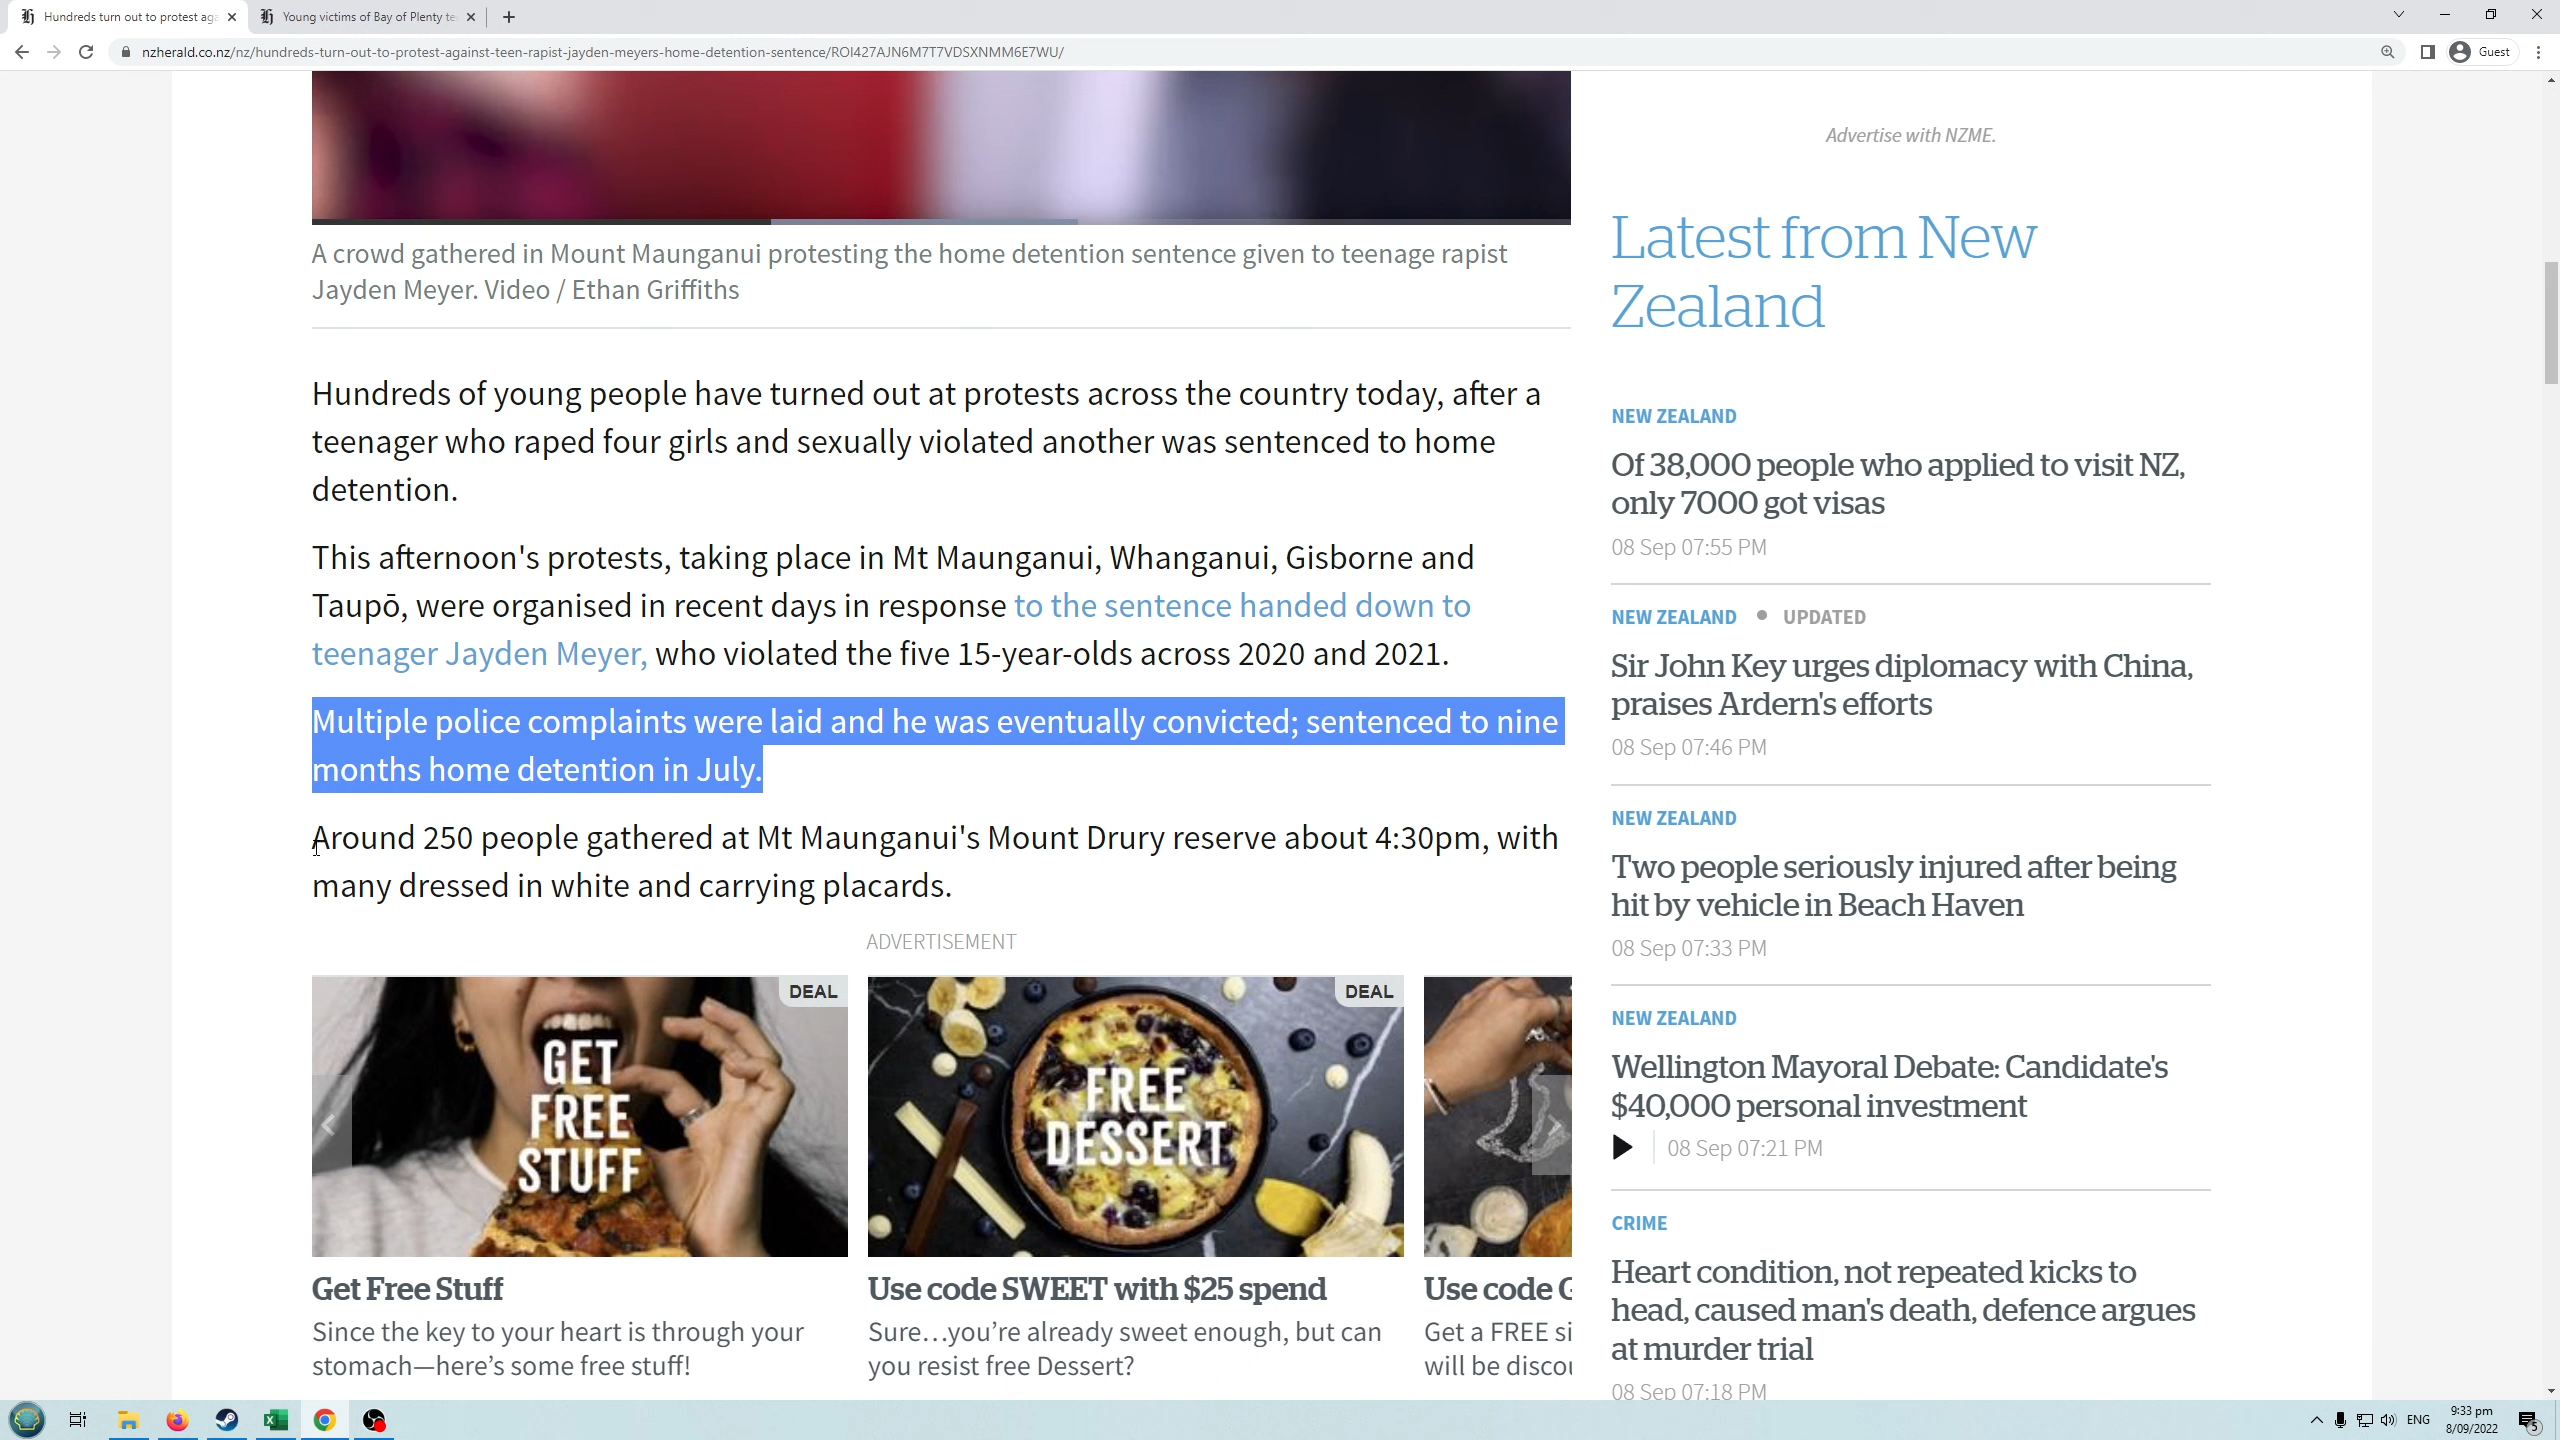 Hundreds turn out to protest aga
Young victims of Bay of Plenty te
nzherald.co.nz/nz/hundreds-turn-out-to-protest-against-teen-rapist-jayden-meyers-home-detention-sentence/ROI427AJN6M7T7VDSXNMM6E7WU/
Guest
A crowd gathered in Mount Maunganui protesting the home detention sentence given to teenage rapist
Jayden Meyer. Video / Ethan Griffiths
Hundreds of young people have turned out at protests across the country today, after a
teenager who raped four girls and sexually violated another was sentenced to home
detention.
This afternoon's protests, taking place in Mt Maunganui, Whanganui, Gisborne and
Taupō, were organised in recent days in response to the sentence handed down to
teenager Jayden Meyer, who violated the five 15-year-olds across 2020 and 2021.
Multiple police complaints were laid and he was eventually convicted; sentenced to nine
months home detention in July.
Around 250 people gathered at Mt Maunganui's Mount Drury reserve about 4:30pm, with
many dressed in white and carrying placards.
ADVERTISEMENT
DEAL
GET
FREE
STUFF
Get Free Stuff
Since the key to your heart is through your
stomach—here's some free stuff!
DEAL
FREE
DESSERT
Use code SWEET with $25 spend
Sure…you're already sweet enough, but can
you resist free Dessert?
Use code G
Get a FREE si
will be discou
Advertise with NZME.
Latest from New
Zealand
NEW ZEALAND
Of 38,000 people who applied to visit NZ,
only 7000 got visas
08 Sep 07:55 PM
NEW ZEALAND • UPDATED
Sir John Key urges diplomacy with China,
praises Ardern's efforts
08 Sep 07:46 PM
NEW ZEALAND
Two people seriously injured after being
hit by vehicle in Beach Haven
08 Sep 07:33 PM
NEW ZEALAND
Wellington Mayoral Debate: Candidate's
$40,000 personal investment
08 Sep 07:21 PM
CRIME
Heart condition, not repeated kicks to
head, caused man's death, defence argues
at murder trial
08 Sep 07:18 PM
ENG
9:33 pm
8/09/2022
5